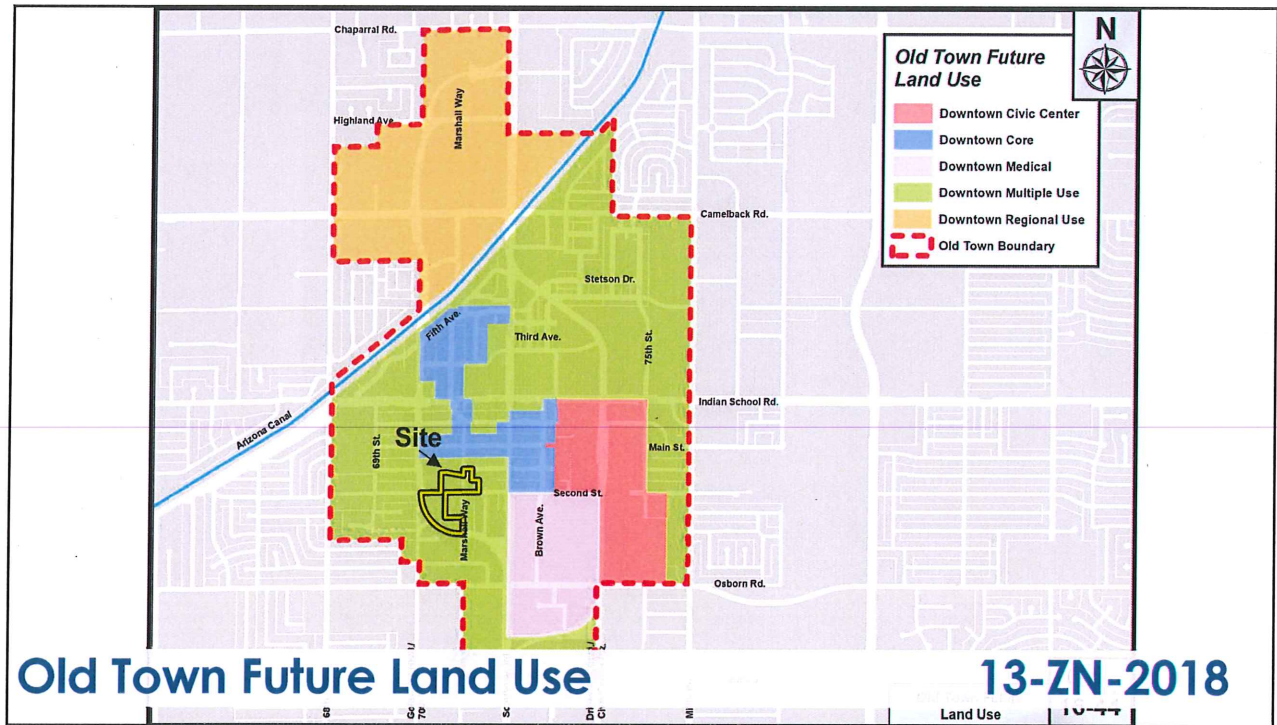 Chaparral Rd.
N
Old Town Future
Land Use
Downtown Civic Center
Downtown Core
Downtown Medical
Downtown Multiple Use
Downtown Regional Use
Old Town Boundary
Marshall Way
Highland Ave.
Camelback Rd.
Stetson Dr.
Fifth Ave.
Third Ave.
75th St.
Indian School Rd.
Arizona Canal
69th St.
Site
Main St.
Second St.
Marshall Way
Brown Ave.
Osborn Rd.
Old Town Future Land Use
13-ZN-2018
68
70
Land Use